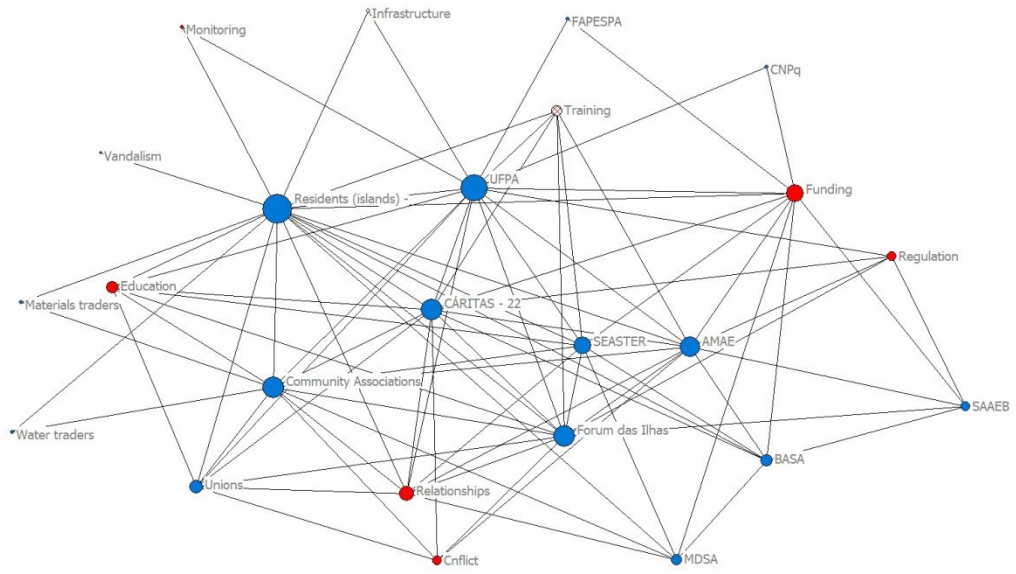 Infrastructure
FAPESPA
Monitoring
CNPq
Training
Vandalism
UFPA
Residents (islands) -
Funding
Regulation
Education
Materials traders
CÁRITAS - 22
SEASTER
AMAE
Community Associations
SAAEB
Water traders
Forum das Ilhas
BASA
Unions
Relationships
Cnflict
MDSA